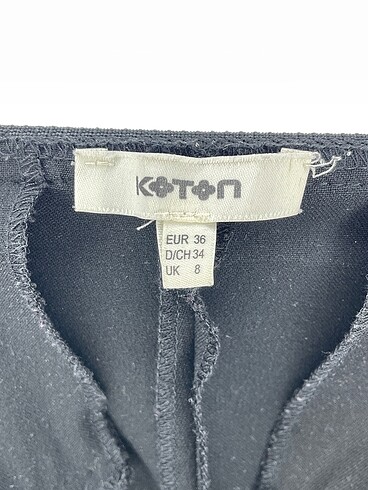 KOTON
EUR 36
D/CH 34
UK 8